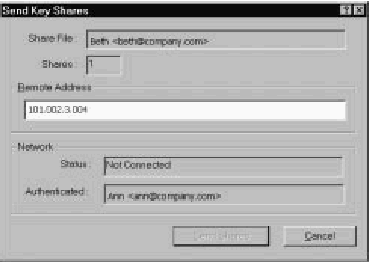 Send Key Shares
Share File : Beth <beth@company.com>
Shares : 1
Remote Address
101.002.3.004
Network
Status : Not Connected
Authenticated : Ann <ann@company.com>
Send Shares Cancel